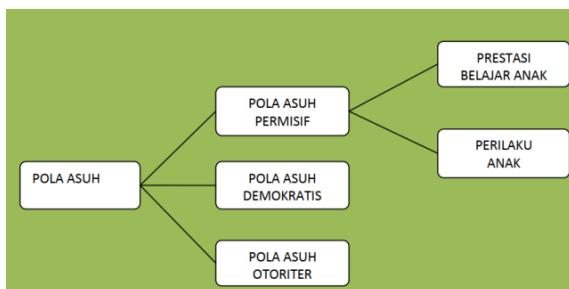 POLA ASUH
POLA ASUH
PERMISIF
POLA ASUH
DEMOKRATIS
POLA ASUH
OTORITER
PRESTASI
BELAJAR ANAK
PERILAKU
ANAK